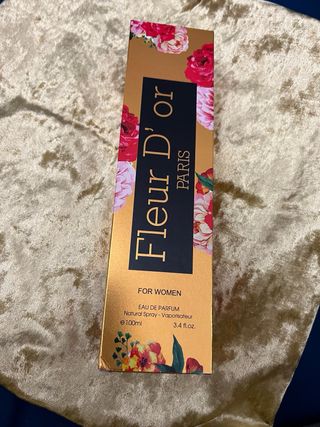 Fleur D' or
PARIS
FOR WOMEN
EAU DE PARFUM
Natural Spray - Vaporisateur
℮100ml 3.4 fl.oz.